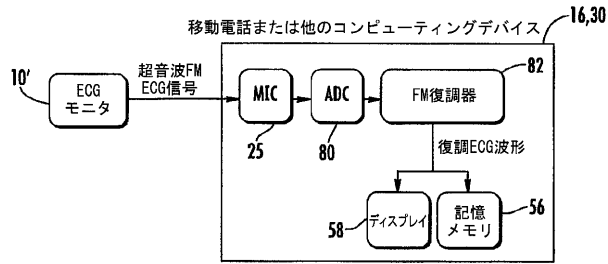 移動電話または他のコンピューティングデバイス
16,30
10'
ECG
モニタ
超音波FM
ECG信号
MIC
25
ADC
80
FM復調器
82
復調ECG波形
ディスプレイ
58
記憶
メモリ
56